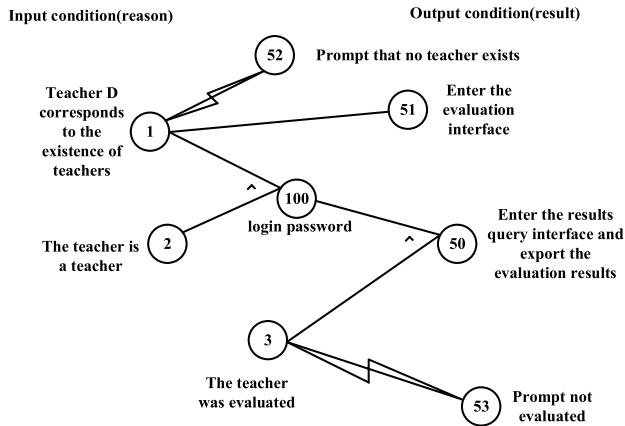 Input condition(reason)
Output condition(result)
52
Prompt that no teacher exists
Teacher D
corresponds
to the
existence of
teachers
1
51
Enter the
evaluation
interface
^
100
login password
2
The teacher is
a teacher
^
50
Enter the results
query interface and
export the
evaluation results
3
The teacher
was evaluated
53
Prompt not
evaluated